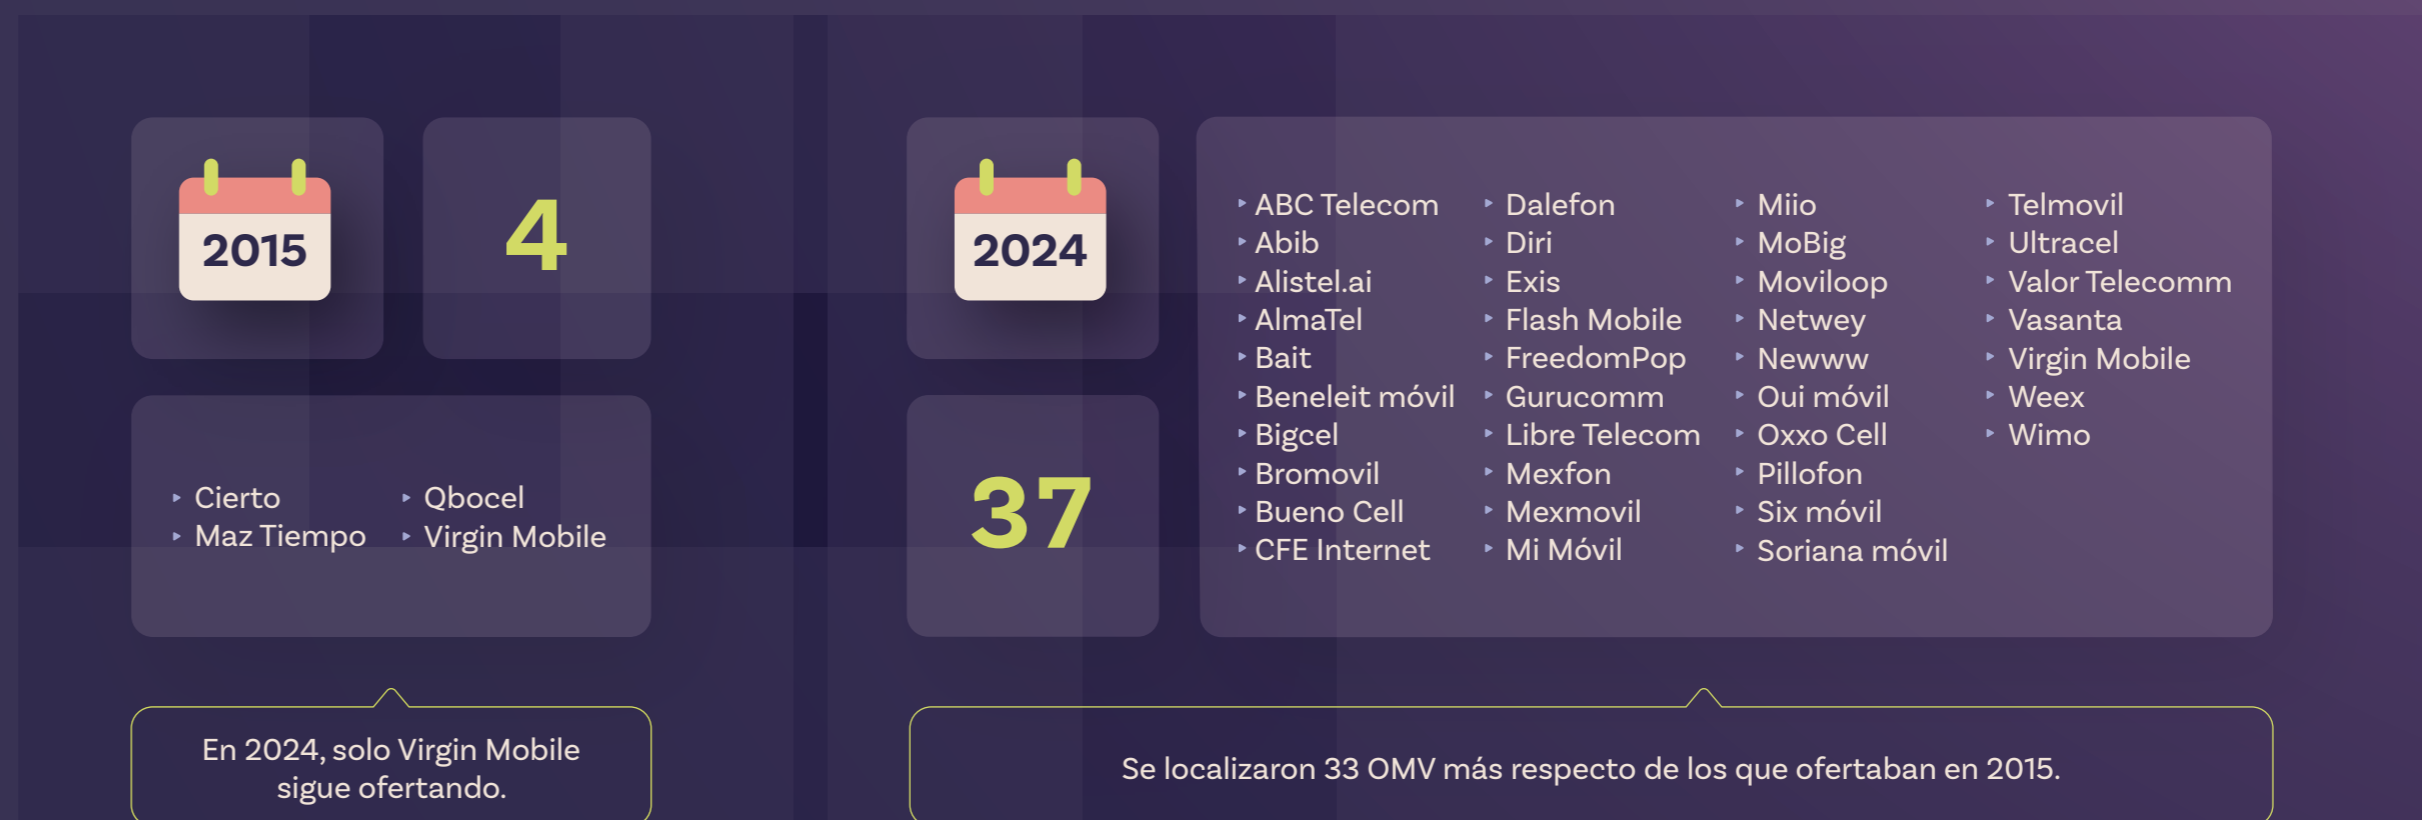 2015
4
Cierto
Maz Tiempo
Qbocel
Virgin Mobile
En 2024, solo Virgin Mobile
sigue ofertando.
2024
37
ABC Telecom
Abib
Alistel.ai
AlmaTel
Bait
Beneleit móvil
Bigcel
Bromovil
Bueno Cell
CFE Internet
Dalefon
Diri
Exis
Flash Mobile
FreedomPop
Gurucomm
Libre Telecom
Mexfon
Mexmovil
Mi Móvil
Miio
MoBig
Moviloop
Netwey
Newww
Oui móvil
Oxxo Cell
Pillofon
Six móvil
Soriana móvil
Telmovil
Ultracel
Valor Telecomm
Vasanta
Virgin Mobile
Weex
Wimo
Se localizaron 33 OMV más respecto de los que ofertaban en 2015.